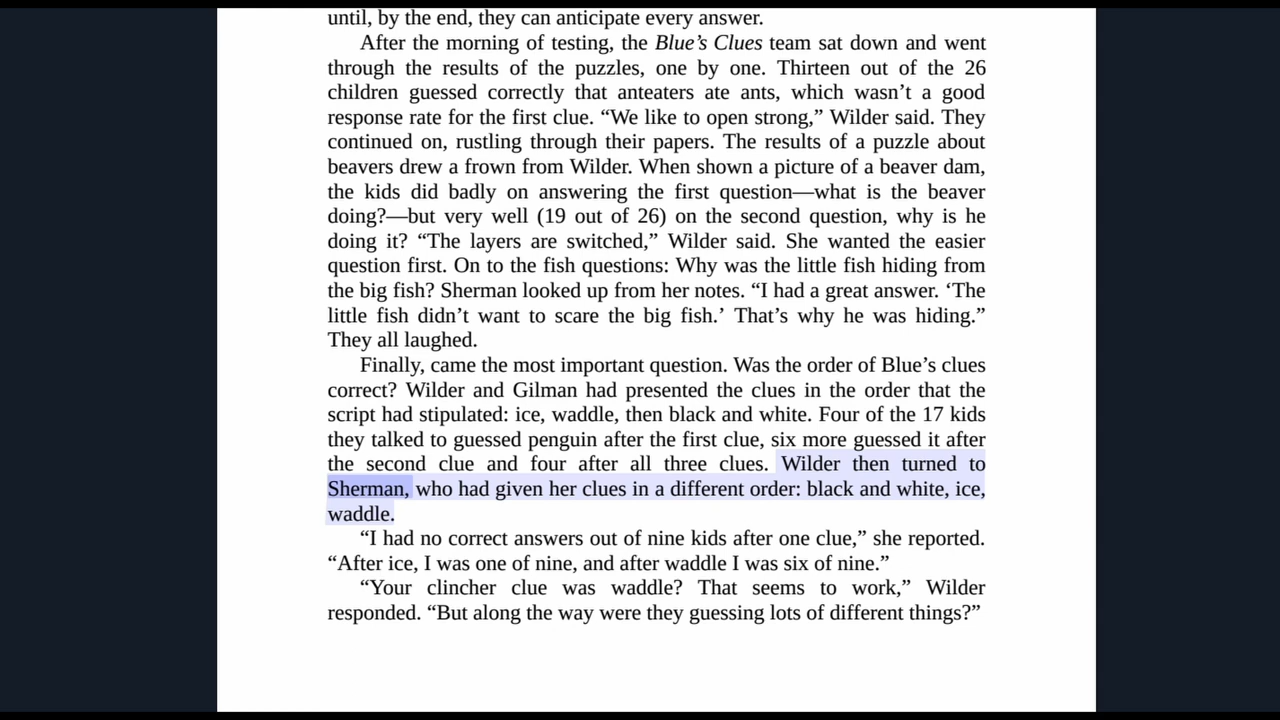 until, by the end, they can anticipate every answer.
After the morning of testing, the Blue’s Clues team sat down and went
through the results of the puzzles, one by one. Thirteen out of the 26
children guessed correctly that anteaters ate ants, which wasn’t a good
response rate for the first clue. “We like to open strong,” Wilder said. They
continued on, rustling through their papers. The results of a puzzle about
beavers drew a frown from Wilder. When shown a picture of a beaver dam,
the kids did badly on answering the first question—what is the beaver
doing?—but very well (19 out of 26) on the second question, why is he
doing it? “The layers are switched,” Wilder said. She wanted the easier
question first. On to the fish questions: Why was the little fish hiding from
the big fish? Sherman looked up from her notes. “I had a great answer. ‘The
little fish didn’t want to scare the big fish.’ That’s why he was hiding.”
They all laughed.
Finally, came the most important question. Was the order of Blue’s clues
correct? Wilder and Gilman had presented the clues in the order that the
script had stipulated: ice, waddle, then black and white. Four of the 17 kids
they talked to guessed penguin after the first clue, six more guessed it after
the second clue and four after all three clues. Wilder then turned to
Sherman, who had given her clues in a different order: black and white, ice,
waddle.
“I had no correct answers out of nine kids after one clue,” she reported.
“After ice, I was one of nine, and after waddle I was six of nine.”
“Your clincher clue was waddle? That seems to work,” Wilder
responded. “But along the way were they guessing lots of different things?”